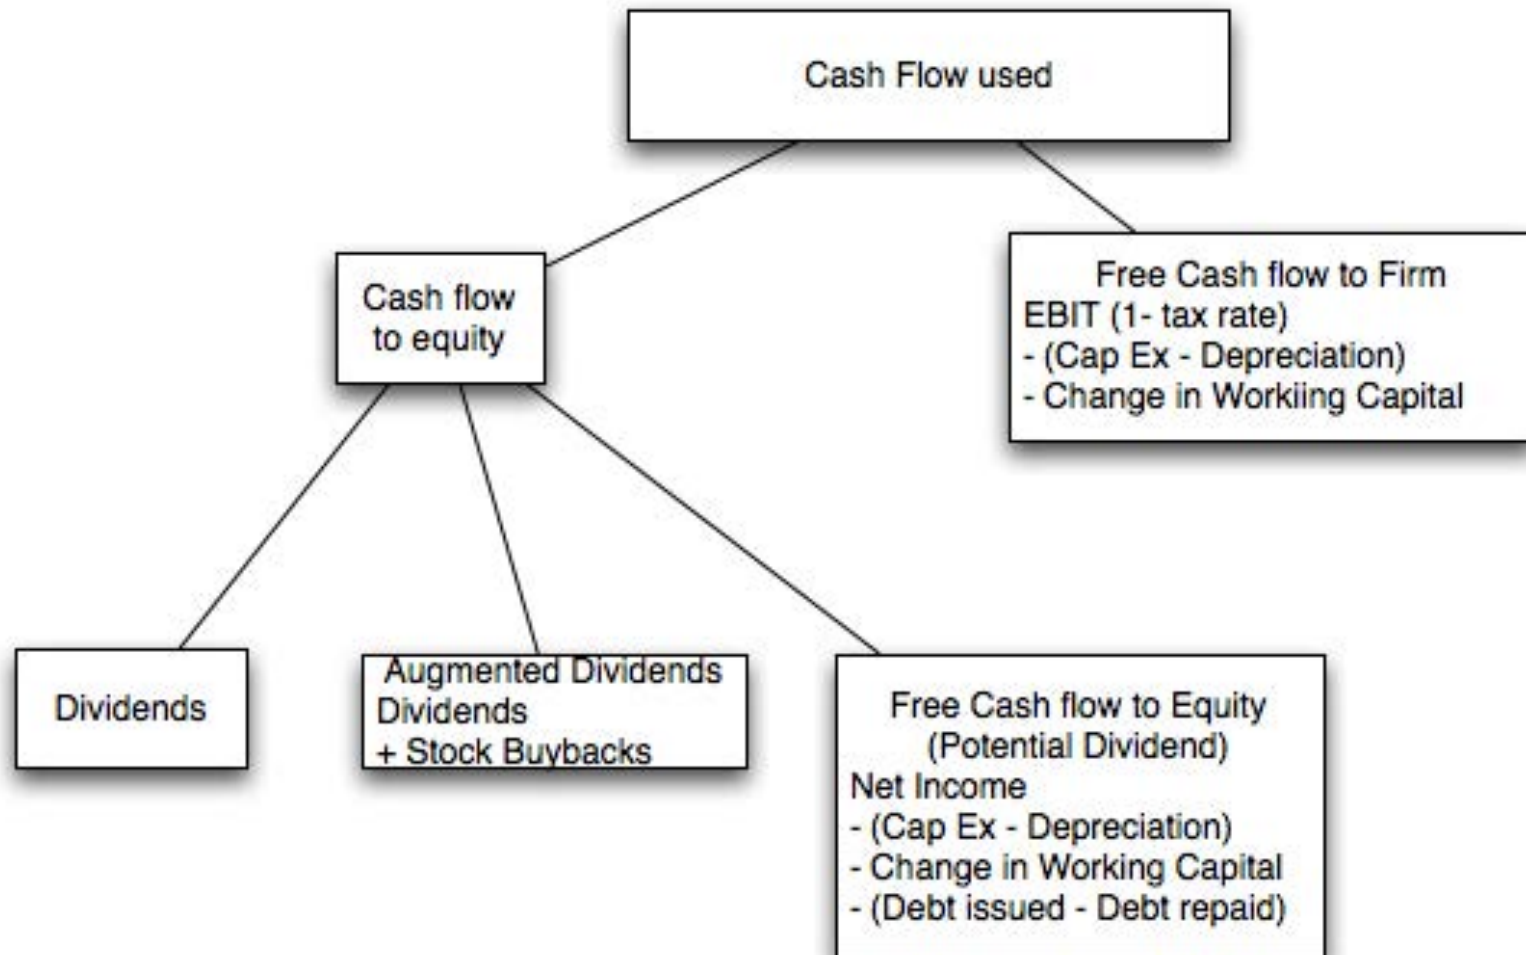 Cash Flow used
Cash flow
to equity
Free Cash flow to Firm
EBIT (1- tax rate)
- (Cap Ex - Depreciation)
- Change in Workiing Capital
Dividends
Augmented Dividends
Dividends
+ Stock Buybacks
Free Cash flow to Equity
(Potential Dividend)
Net Income
- (Cap Ex - Depreciation)
- Change in Working Capital
- (Debt issued - Debt repaid)